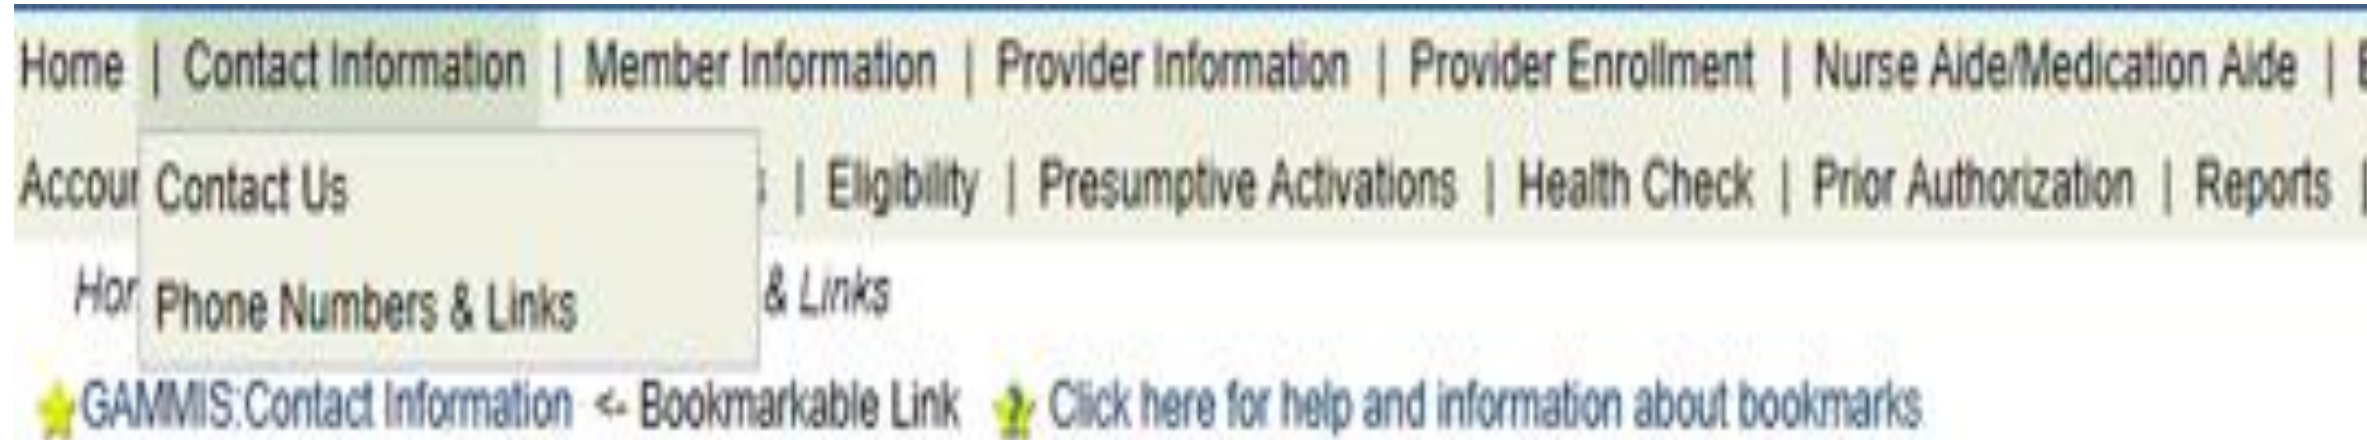 Home | Contact Information | Member Information | Provider Information | Provider Enrollment | Nurse Aide/Medication Aide |
Contact Us | Eligibility | Presumptive Activations | Health Check | Prior Authorization | Reports |
Phone Numbers & Links & Links
GAMMIS:Contact Information <- Bookmarkable Link ? Click here for help and information about bookmarks